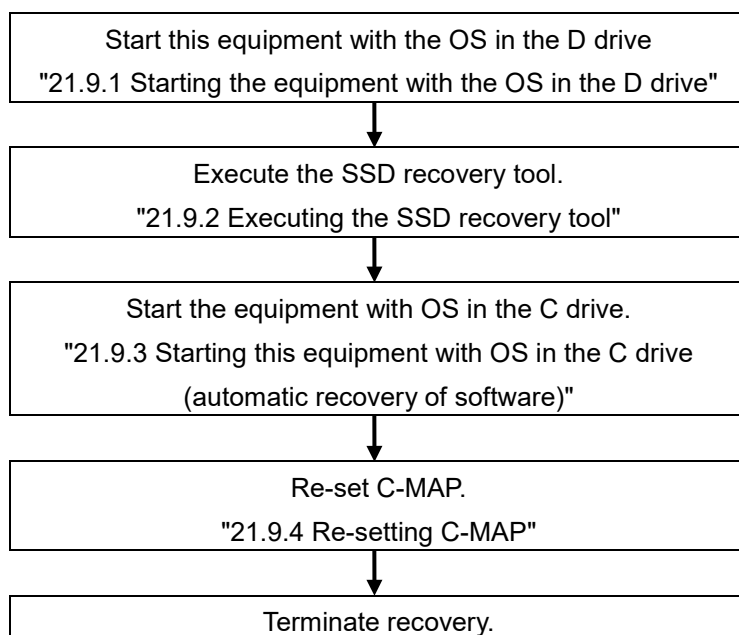 Start this equipment with the OS in the D drive
"21.9.1 Starting the equipment with the OS in the D drive"
Execute the SSD recovery tool.
"21.9.2 Executing the SSD recovery tool"
Start the equipment with OS in the C drive.
"21.9.3 Starting this equipment with OS in the C drive
(automatic recovery of software)"
Re-set C-MAP.
"21.9.4 Re-setting C-MAP"
Terminate recovery.